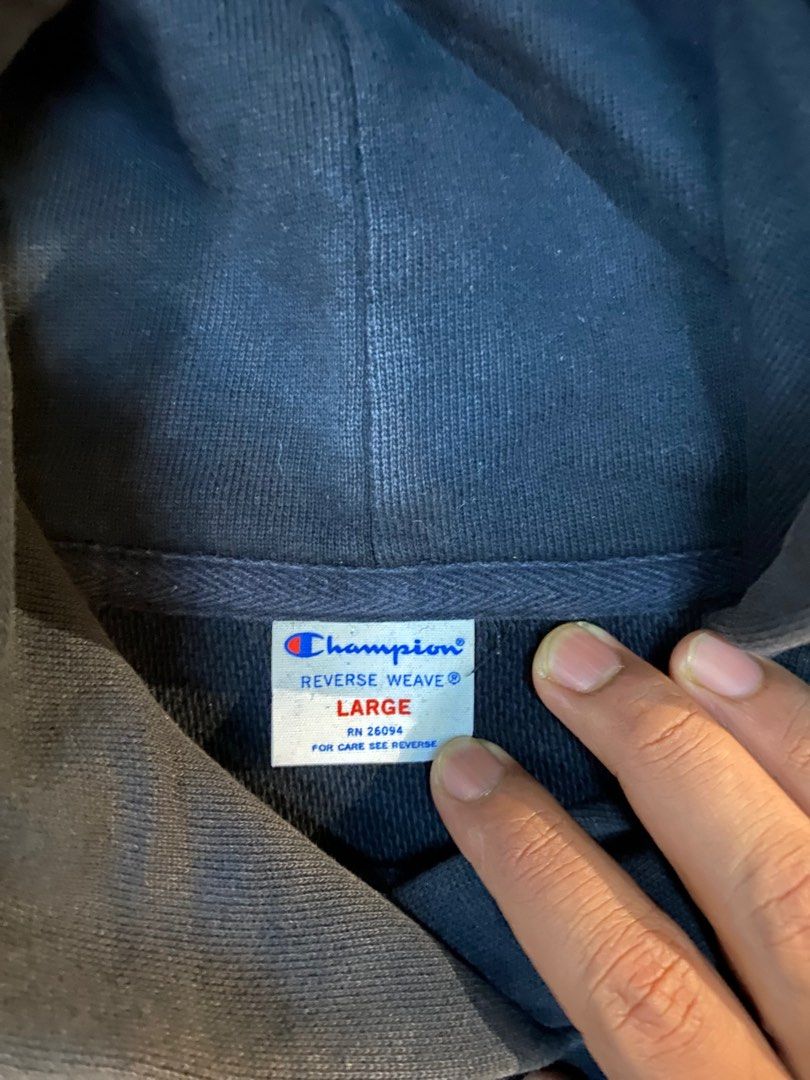 Champion®
REVERSE WEAVE®
LARGE
RN 26094
FOR CARE SEE REVERSE